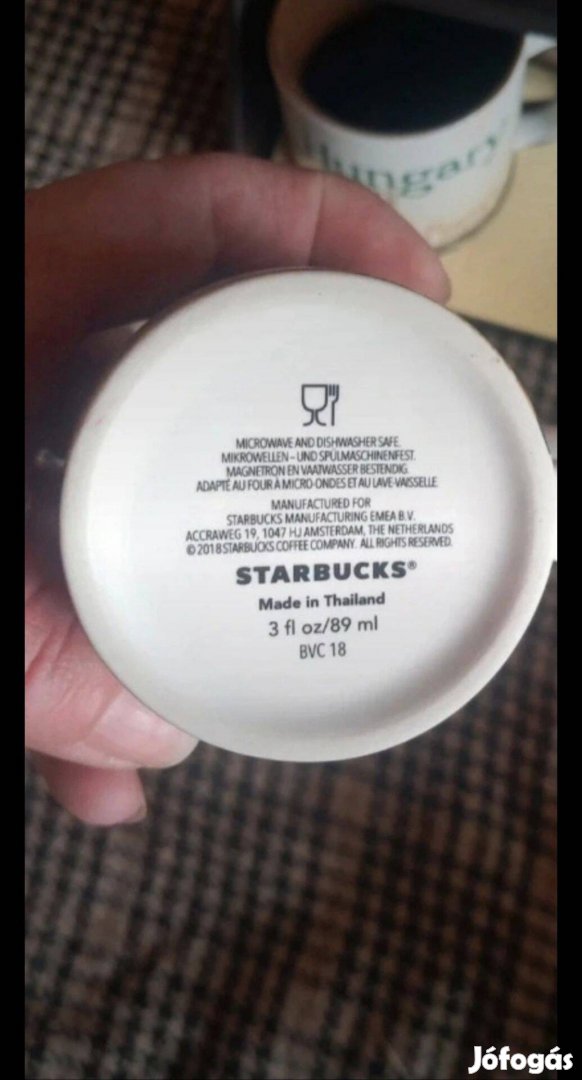 Hungary
MICROWAVE AND DISHWASHER SAFE.
MIKROWELLEN – UND SPÜLMASCHINENFEST.
MAGNETRON EN VAATWASSER BESTENDIG.
ADAPTÉ AU FOUR À MICRO-ONDES ET AU LAVE-VAISSELLE.
MANUFACTURED FOR
STARBUCKS MANUFACTURING EMEA B.V.
ACCRAWEG 19, 1047 HJ AMSTERDAM, THE NETHERLANDS
© 2018 STARBUCKS COFFEE COMPANY. ALL RIGHTS RESERVED.
STARBUCKS®
Made in Thailand
3 fl oz/89 ml
BVC 18
Jófogás